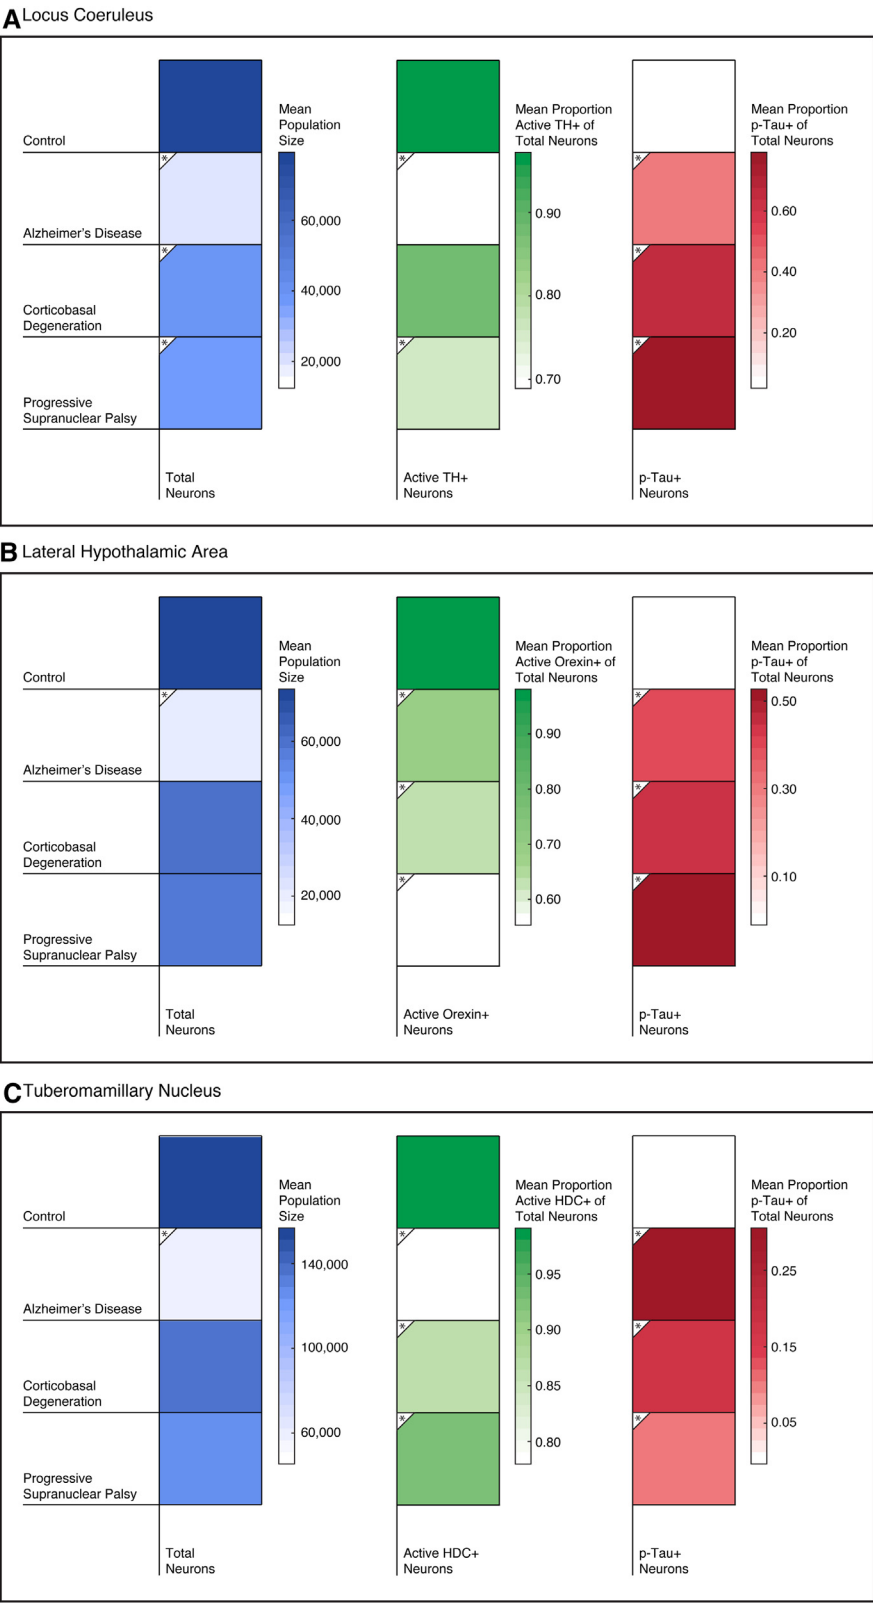 A Locus Coeruleus
Mean
Population
Size
Mean Proportion
Active TH+ of
Total Neurons
Mean Proportion
p-Tau+ of
Total Neurons
Control
*
*
*
Alzheimer's Disease
60,000
0.90
0.60
*
*
Corticobasal
Degeneration
40,000
0.80
0.40
*
*
*
Progressive
Supranuclear Palsy
20,000
0.70
0.20
Total
Neurons
Active TH+
Neurons
p-Tau+
Neurons
B Lateral Hypothalamic Area
Mean
Population
Size
Mean Proportion
Active Orexin+ of
Total Neurons
Mean Proportion
p-Tau+ of
Total Neurons
Control
*
*
*
Alzheimer's Disease
60,000
40,000
20,000
0.90
0.80
0.70
0.60
0.50
0.30
0.10
*
*
Corticobasal
Degeneration
*
*
Progressive
Supranuclear Palsy
Total
Neurons
Active Orexin+
Neurons
p-Tau+
Neurons
C Tuberomamillary Nucleus
Mean
Population
Size
Mean Proportion
Active HDC+ of
Total Neurons
Mean Proportion
p-Tau+ of
Total Neurons
Control
*
*
*
Alzheimer's Disease
140,000
100,000
60,000
0.95
0.90
0.85
0.80
0.25
0.15
0.05
*
*
Corticobasal
Degeneration
*
*
Progressive
Supranuclear Palsy
Total
Neurons
Active HDC+
Neurons
p-Tau+
Neurons